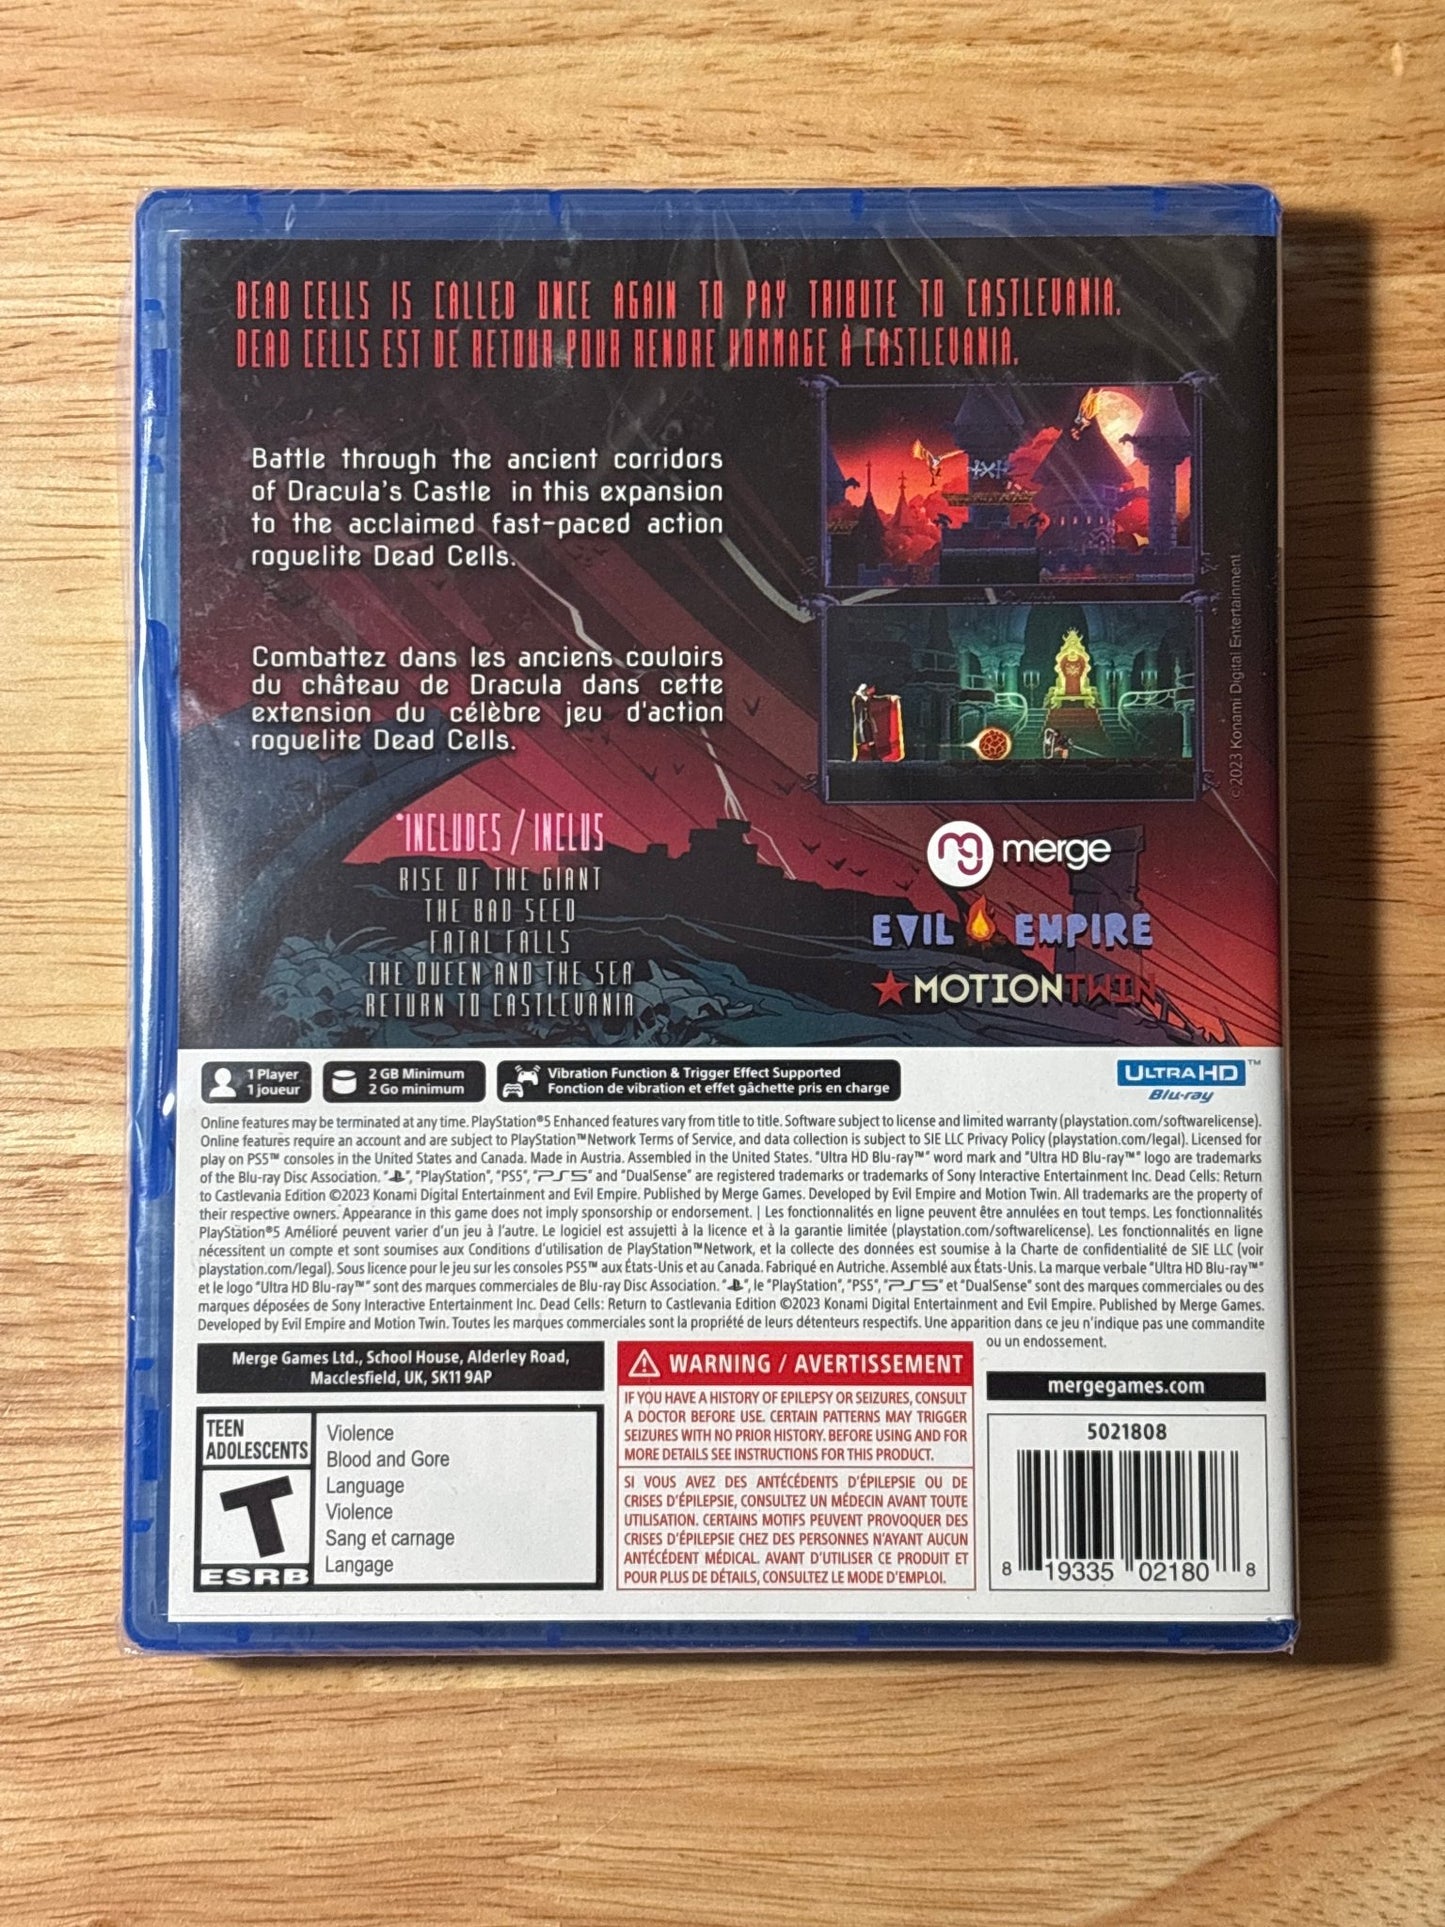 DEAD CELLS IS CALLED ONCE AGAIN TO PAY TRIBUTE TO CASTLEVANIA.
DEAD CELLS EST DE RETOUR POUR RENDRE HOMMAGE À CASTLEVANIA.
Battle through the ancient corridors
of Dracula's Castle in this expansion
to the acclaimed fast-paced action
roguelite Dead Cells.
Combattez dans les anciens couloirs
du château de Dracula dans cette
extension du célèbre jeu d'action
roguelite Dead Cells.
©2023 Konami Digital Entertainment
*INCLUDES / INCLUS
RISE OF THE GIANT
THE BAD SEED
FATAL FALLS
THE QUEEN AND THE SEA
RETURN TO CASTLEVANIA
merge
EVIL EMPIRE
MOTIONTWIN
1 Player
1 joueur
2 GB Minimum
2 Go minimum
Vibration Function & Trigger Effect Supported
Fonction de vibration et effet gâchette pris en charge
ULTRA HD™
Blu-ray
Online features may be terminated at any time. PlayStation®5 Enhanced features vary from title to title. Software subject to license and limited warranty (playstation.com/softwarelicense).
Online features require an account and are subject to PlayStation™Network Terms of Service, and data collection is subject to SIE LLC Privacy Policy (playstation.com/legal). Licensed for
play on PS5™ consoles in the United States and Canada. Made in Austria. Assembled in the United States. "Ultra HD Blu-ray™" word mark and "Ultra HD Blu-ray™" logo are trademarks
of the Blu-ray Disc Association. "PS", "PlayStation", "PS5", "PS5" and "DualSense" are registered trademarks or trademarks of Sony Interactive Entertainment Inc. Dead Cells: Return
to Castlevania Edition ©2023 Konami Digital Entertainment and Evil Empire. Published by Merge Games. Developed by Evil Empire and Motion Twin. All trademarks are the property of
their respective owners. Appearance in this game does not imply sponsorship or endorsement. | Les fonctionnalités en ligne peuvent être annulées en tout temps. Les fonctionnalités
PlayStation®5 Amélioré peuvent varier d'un jeu à l'autre. Le logiciel est assujetti à la licence et à la garantie limitée (playstation.com/softwarelicense). Les fonctionnalités en ligne
nécessitent un compte et sont soumises aux Conditions d'utilisation de PlayStation™Network, et la collecte des données est soumise à la Charte de confidentialité de SIE LLC (voir
playstation.com/legal). Sous licence pour le jeu sur les consoles PS5™ aux États-Unis et au Canada. Fabriqué en Autriche. Assemblé aux États-Unis. La marque verbale "Ultra HD Blu-ray™"
et le logo "Ultra HD Blu-ray™" sont des marques commerciales de Blu-ray Disc Association. "PS", le "PlayStation", "PS5", "PS5" et "DualSense" sont des marques commerciales ou des
marques déposées de Sony Interactive Entertainment Inc. Dead Cells: Return to Castlevania Edition ©2023 Konami Digital Entertainment and Evil Empire. Published by Merge Games.
Developed by Evil Empire and Motion Twin. Toutes les marques commerciales sont la propriété de leurs détenteurs respectifs. Une apparition dans ce jeu n'indique pas une commandite
ou un endossement.
Merge Games Ltd., School House, Alderley Road,
Macclesfield, UK, SK11 9AP
TEEN
ADOLESCENTS
T
ESRB
Violence
Blood and Gore
Language
Violence
Sang et carnage
Langage
WARNING / AVERTISSEMENT
IF YOU HAVE A HISTORY OF EPILEPSY OR SEIZURES, CONSULT
A DOCTOR BEFORE USE. CERTAIN PATTERNS MAY TRIGGER
SEIZURES WITH NO PRIOR HISTORY. BEFORE USING AND FOR
MORE DETAILS SEE INSTRUCTIONS FOR THIS PRODUCT.
SI VOUS AVEZ DES ANTÉCÉDENTS D'ÉPILEPSIE OU DE
CRISES D'ÉPILEPSIE, CONSULTEZ UN MÉDECIN AVANT TOUTE
UTILISATION. CERTAINS MOTIFS PEUVENT PROVOQUER DES
CRISES D'ÉPILEPSIE CHEZ DES PERSONNES N'AYANT AUCUN
ANTÉCÉDENT MÉDICAL. AVANT D'UTILISER CE PRODUIT ET
POUR PLUS DE DÉTAILS, CONSULTEZ LE MODE D'EMPLOI.
mergegames.com
5021808
8 19335 02180 8